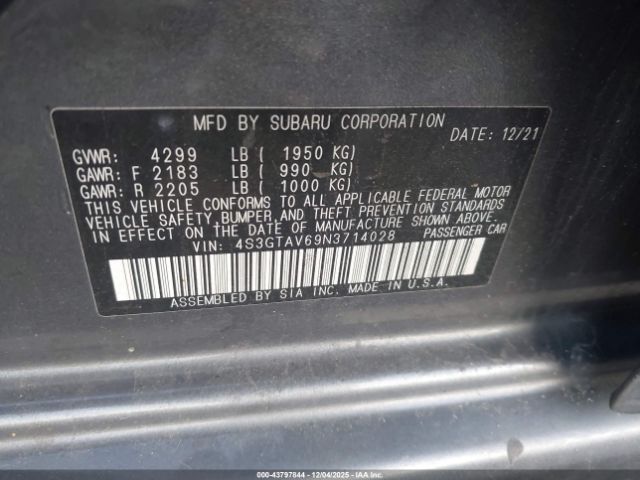 MFD BY SUBARU CORPORATION
DATE: 12/21
GVWR: 4299 LB ( 1950 KG)
GAWR: F 2183 LB ( 990 KG)
GAWR: R 2205 LB ( 1000 KG)
THIS VEHICLE CONFORMS TO ALL APPLICABLE FEDERAL MOTOR
VEHICLE SAFETY, BUMPER, AND THEFT PREVENTION STANDARDS
IN EFFECT ON THE DATE OF MANUFACTURE SHOWN ABOVE.
VIN: 4S3GTAV69N3714028 PASSENGER CAR
ASSEMBLED BY SIA INC. MADE IN U.S.A.
000-43797844 - 12/04/2025 - IAA, INC.